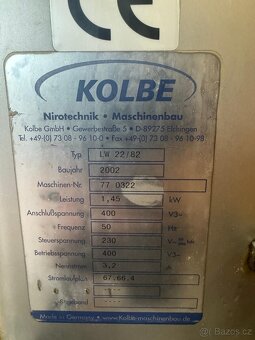 CE
KOLBE
Nirotechnik • Maschinenbau
Kolbe GmbH • Gewerbestraße 5 • D-89275 Elchingen
Tel. +49-(0) 73 08 - 96 10-0 • Fax +49-(0) 73 08 - 96 10-98
Typ LW 22/82
Baujahr 2002
Maschinen-Nr. 77 0322
Leistung 1,45 kW
Anschlußspannung 400 V3~
Frequenz 50 Hz
Steuerspannung 230 V
Betriebsspannung 400 V3~
Nennstrom 3,2 A
Stromlaufplan 67.66.4
Made in Germany • www.kolbe-maschinenbau.de
© Bazos.cz